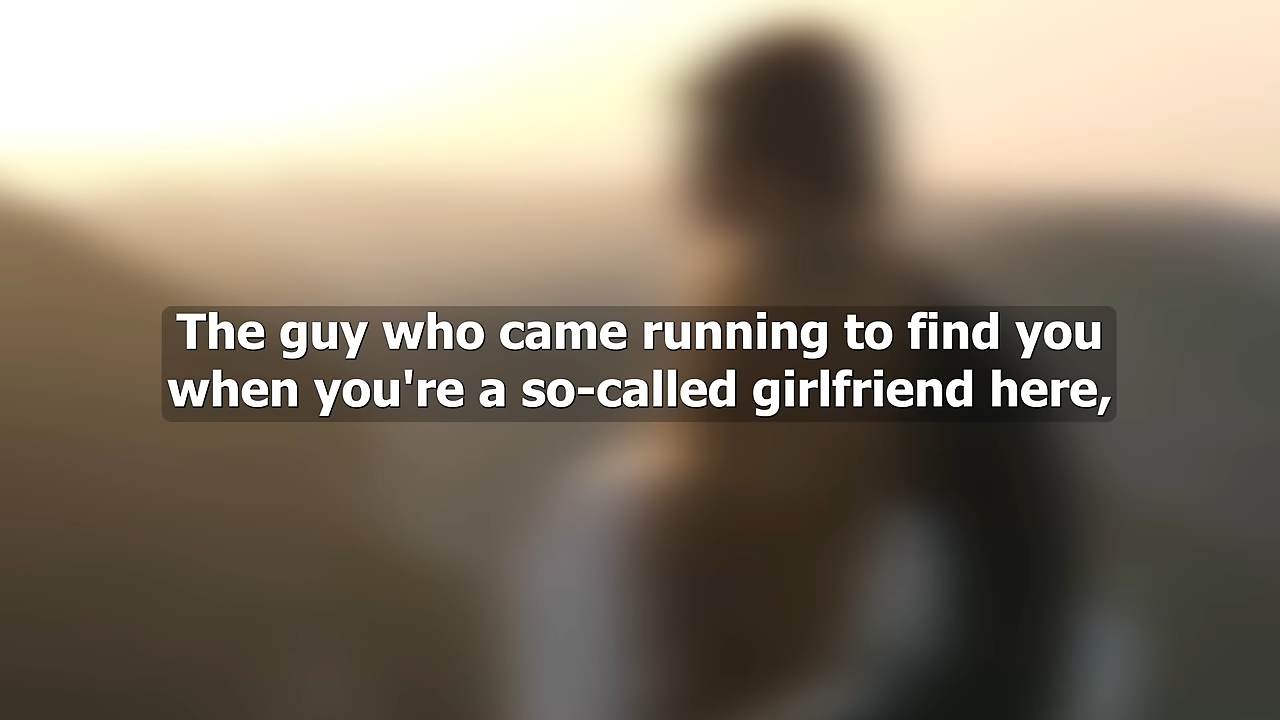 The guy who came running to find you
when you're a so-called girlfriend here,